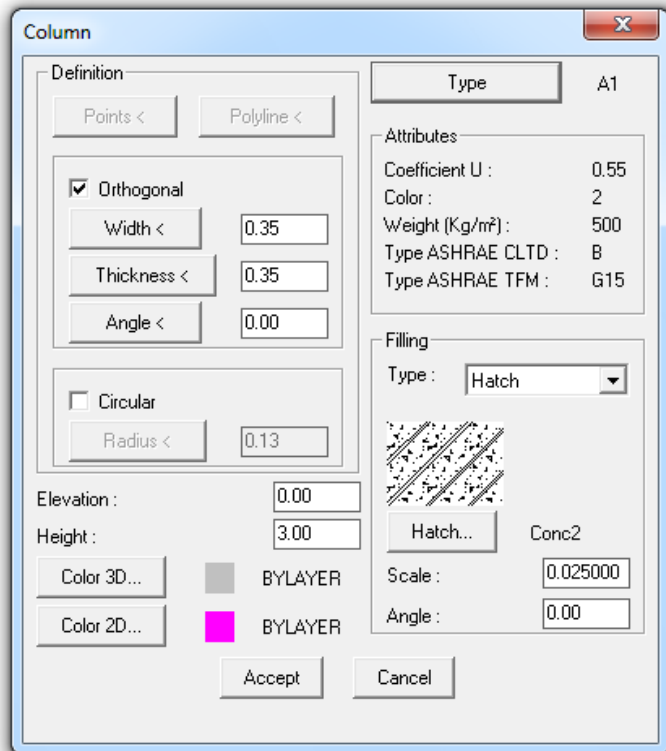 Column
Definition
Points <
Polyline <
Orthogonal
Width <
0.35
Thickness <
0.35
Angle <
0.00
Circular
Radius <
0.13
Elevation :
0.00
Height :
3.00
Color 3D...
BYLAYER
Color 2D...
BYLAYER
Type
A1
Attributes
Coefficient U :
0.55
Color :
2
Weight (Kg/m²) :
500
Type ASHRAE CLTD :
B
Type ASHRAE TFM :
G15
Filling
Type :
Hatch
Hatch...
Conc2
Scale :
0.025000
Angle :
0.00
Accept
Cancel